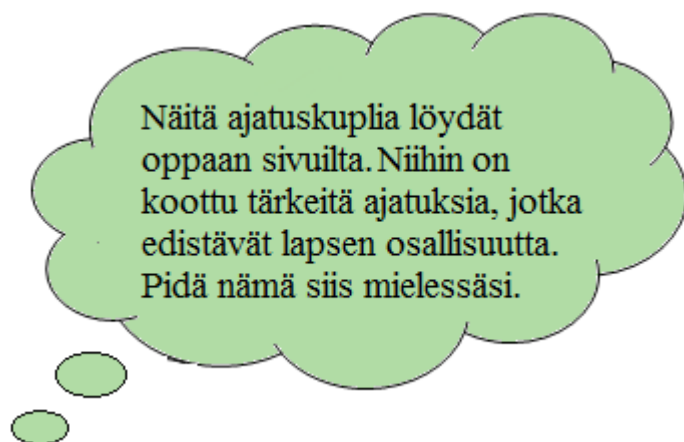 Näitä ajatuskuplia löydät
oppaan sivuilta. Niihin on
koottu tärkeitä ajatuksia, jotka
edistävät lapsen osallisuutta.
Pidä nämä siis mielessäsi.